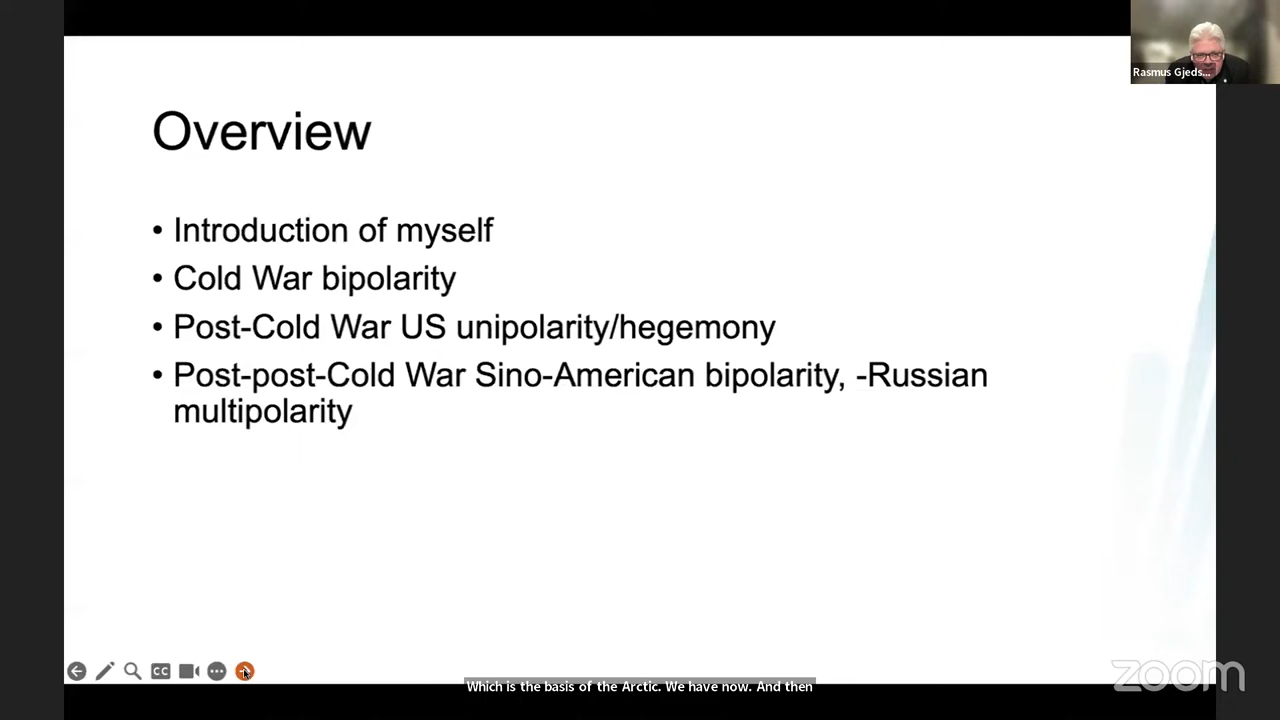 Rasmus Gjeds...
Overview
• Introduction of myself
• Cold War bipolarity
• Post-Cold War US unipolarity/hegemony
• Post-post-Cold War Sino-American bipolarity, -Russian
multipolarity
CC
zoom
Which is the basis of the Arctic. We have now. And then